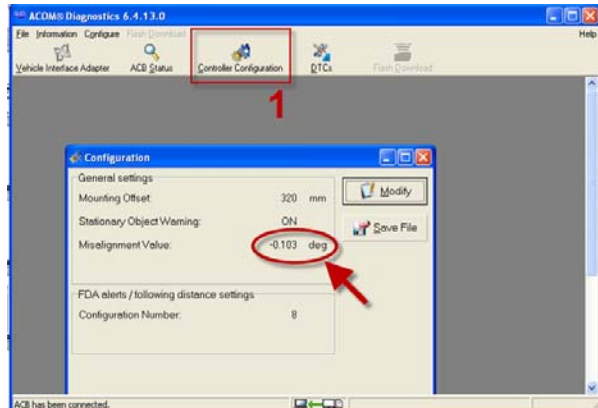 ACOM® Diagnostics 6.4.13.0
File Information Configure Flash Download Help
Vehicle Interface Adapter ACB Status Controller Configuration DTCs Flash Download
1
Configuration
General settings
Mounting Offset: 320 mm
Modify
Stationary Object Warning: ON
Save File
Misalignment Value: -0.103 deg
FDA alerts / following distance settings
Configuration Number: 8
ACB has been connected.